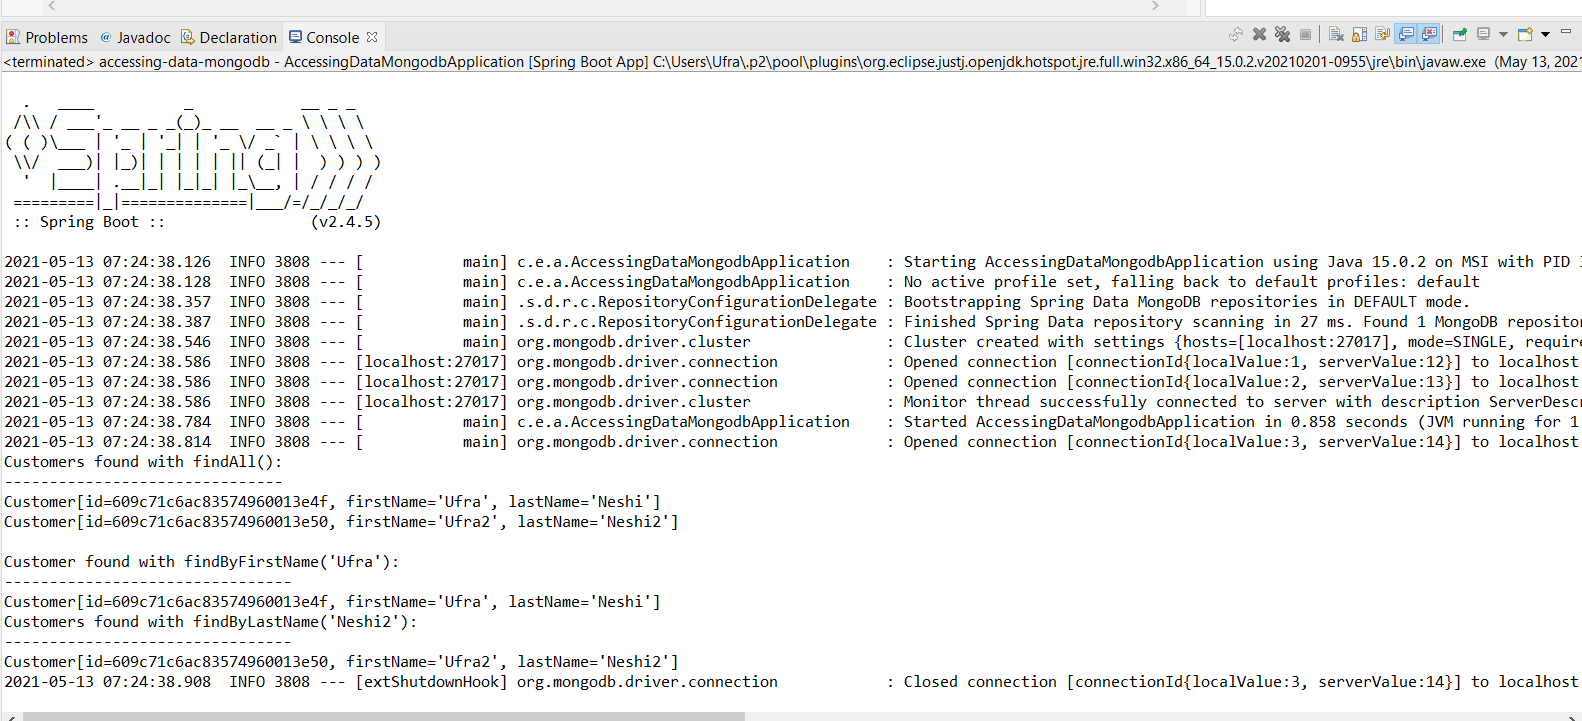 Problems @ Javadoc Declaration Console
<terminated> accessing-data-mongodb - AccessingDataMongodbApplication [Spring Boot App] C:\Users\Ufra\.p2\pool\plugins\org.eclipse.justj.openjdk.hotspot.jre.full.win32.x86_64_15.0.2.v20210201-0955\jre\bin\javaw.exe (May 13, 2021
  .   ____          _            __ _ _
 /\\ / ___'_ __ _ _(_)_ __  __ _ \ \ \ \
( ( )\___ | '_ | '_| | '_ \/ _` | \ \ \ \
 \\/  ___)| |_)| | | | | || (_| |  ) ) ) )
  '  |____| .__|_| |_|_| |_\__, | / / / /
 =========|_|==============|___/=/_/_/_/
 :: Spring Boot ::                (v2.4.5)
2021-05-13 07:24:38.126  INFO 3808 --- [           main] c.e.a.AccessingDataMongodbApplication    : Starting AccessingDataMongodbApplication using Java 15.0.2 on MSI with PID
2021-05-13 07:24:38.128  INFO 3808 --- [           main] c.e.a.AccessingDataMongodbApplication    : No active profile set, falling back to default profiles: default
2021-05-13 07:24:38.357  INFO 3808 --- [           main] .s.d.r.c.RepositoryConfigurationDelegate : Bootstrapping Spring Data MongoDB repositories in DEFAULT mode.
2021-05-13 07:24:38.387  INFO 3808 --- [           main] .s.d.r.c.RepositoryConfigurationDelegate : Finished Spring Data repository scanning in 27 ms. Found 1 MongoDB repositor
2021-05-13 07:24:38.546  INFO 3808 --- [           main] org.mongodb.driver.cluster               : Cluster created with settings {hosts=[localhost:27017], mode=SINGLE, require
2021-05-13 07:24:38.586  INFO 3808 --- [localhost:27017] org.mongodb.driver.connection            : Opened connection [connectionId{localValue:1, serverValue:12}] to localhost
2021-05-13 07:24:38.586  INFO 3808 --- [localhost:27017] org.mongodb.driver.connection            : Opened connection [connectionId{localValue:2, serverValue:13}] to localhost
2021-05-13 07:24:38.586  INFO 3808 --- [localhost:27017] org.mongodb.driver.cluster               : Monitor thread successfully connected to server with description ServerDescr
2021-05-13 07:24:38.784  INFO 3808 --- [           main] c.e.a.AccessingDataMongodbApplication    : Started AccessingDataMongodbApplication in 0.858 seconds (JVM running for 1
2021-05-13 07:24:38.814  INFO 3808 --- [           main] org.mongodb.driver.connection            : Opened connection [connectionId{localValue:3, serverValue:14}] to localhost
Customers found with findAll():
-------------------------------
Customer[id=609c71c6ac83574960013e4f, firstName='Ufra', lastName='Neshi']
Customer[id=609c71c6ac83574960013e50, firstName='Ufra2', lastName='Neshi2']
Customer found with findByFirstName('Ufra'):
--------------------------------
Customer[id=609c71c6ac83574960013e4f, firstName='Ufra', lastName='Neshi']
Customers found with findByLastName('Neshi2'):
--------------------------------
Customer[id=609c71c6ac83574960013e50, firstName='Ufra2', lastName='Neshi2']
2021-05-13 07:24:38.908  INFO 3808 --- [extShutdownHook] org.mongodb.driver.connection            : Closed connection [connectionId{localValue:3, serverValue:14}] to localhost